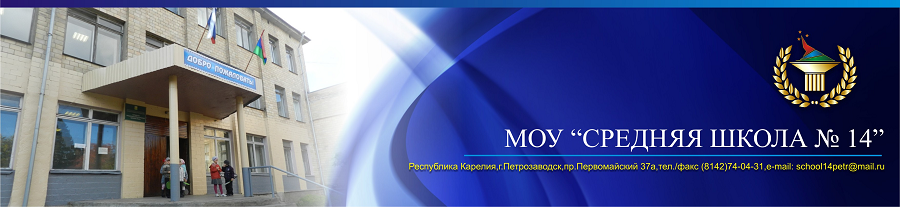 ДОБРО ПОЖАЛОВАТЬ
МОУ “СРЕДНЯЯ ШКОЛА № 14”
Республика Карелия,г.Петрозаводск,пр.Первомайский 37а,тел./факс (8142)74-04-31,e-mail: school14petr@mail.ru